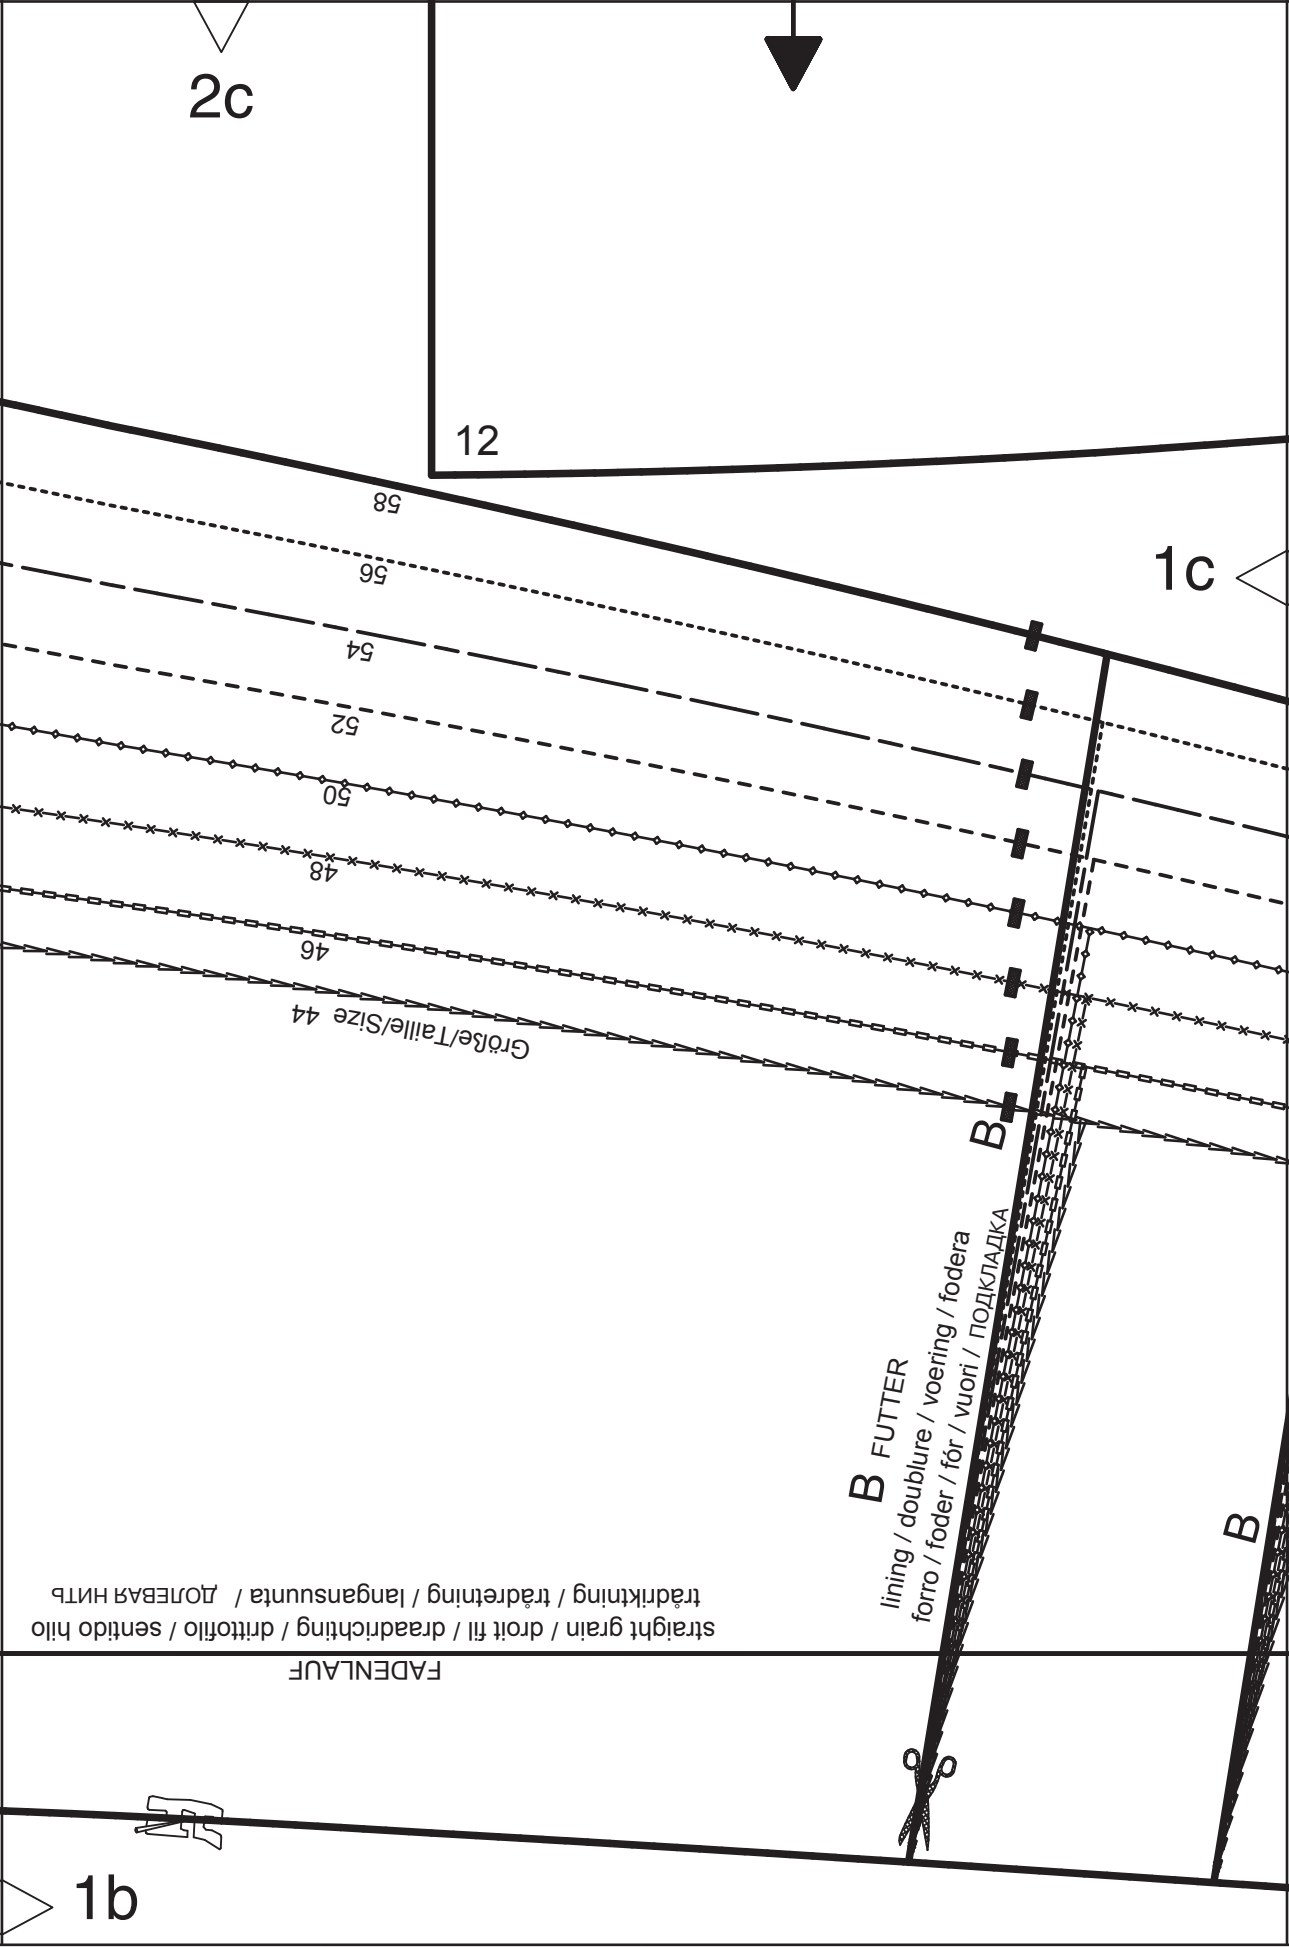 2c
12
1c
58
56
54
52
50
48
46
Größe/Taille/Size 44
B
B FUTTER
lining / doublure / voering / fodera
forro / foder / fór / vuori / ПОДКЛАДКА
B
FADENLAUF
straight grain / droit fil / draadrichting / drittofilo / sentido hilo
trådriktning / trådretning / langansuunta / ДОЛЕВАЯ НИТЬ
1b